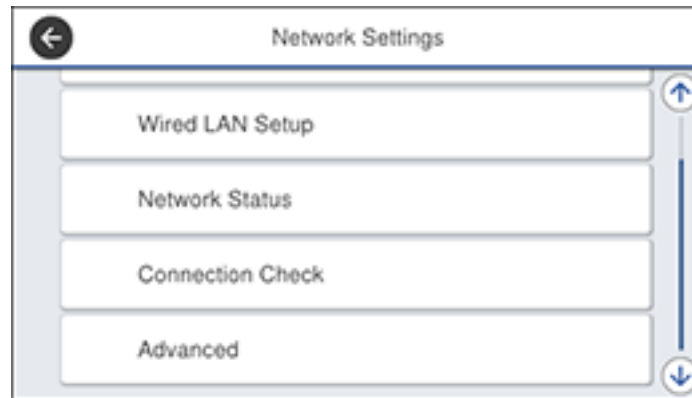 Network Settings
Wired LAN Setup
Network Status
Connection Check
Advanced